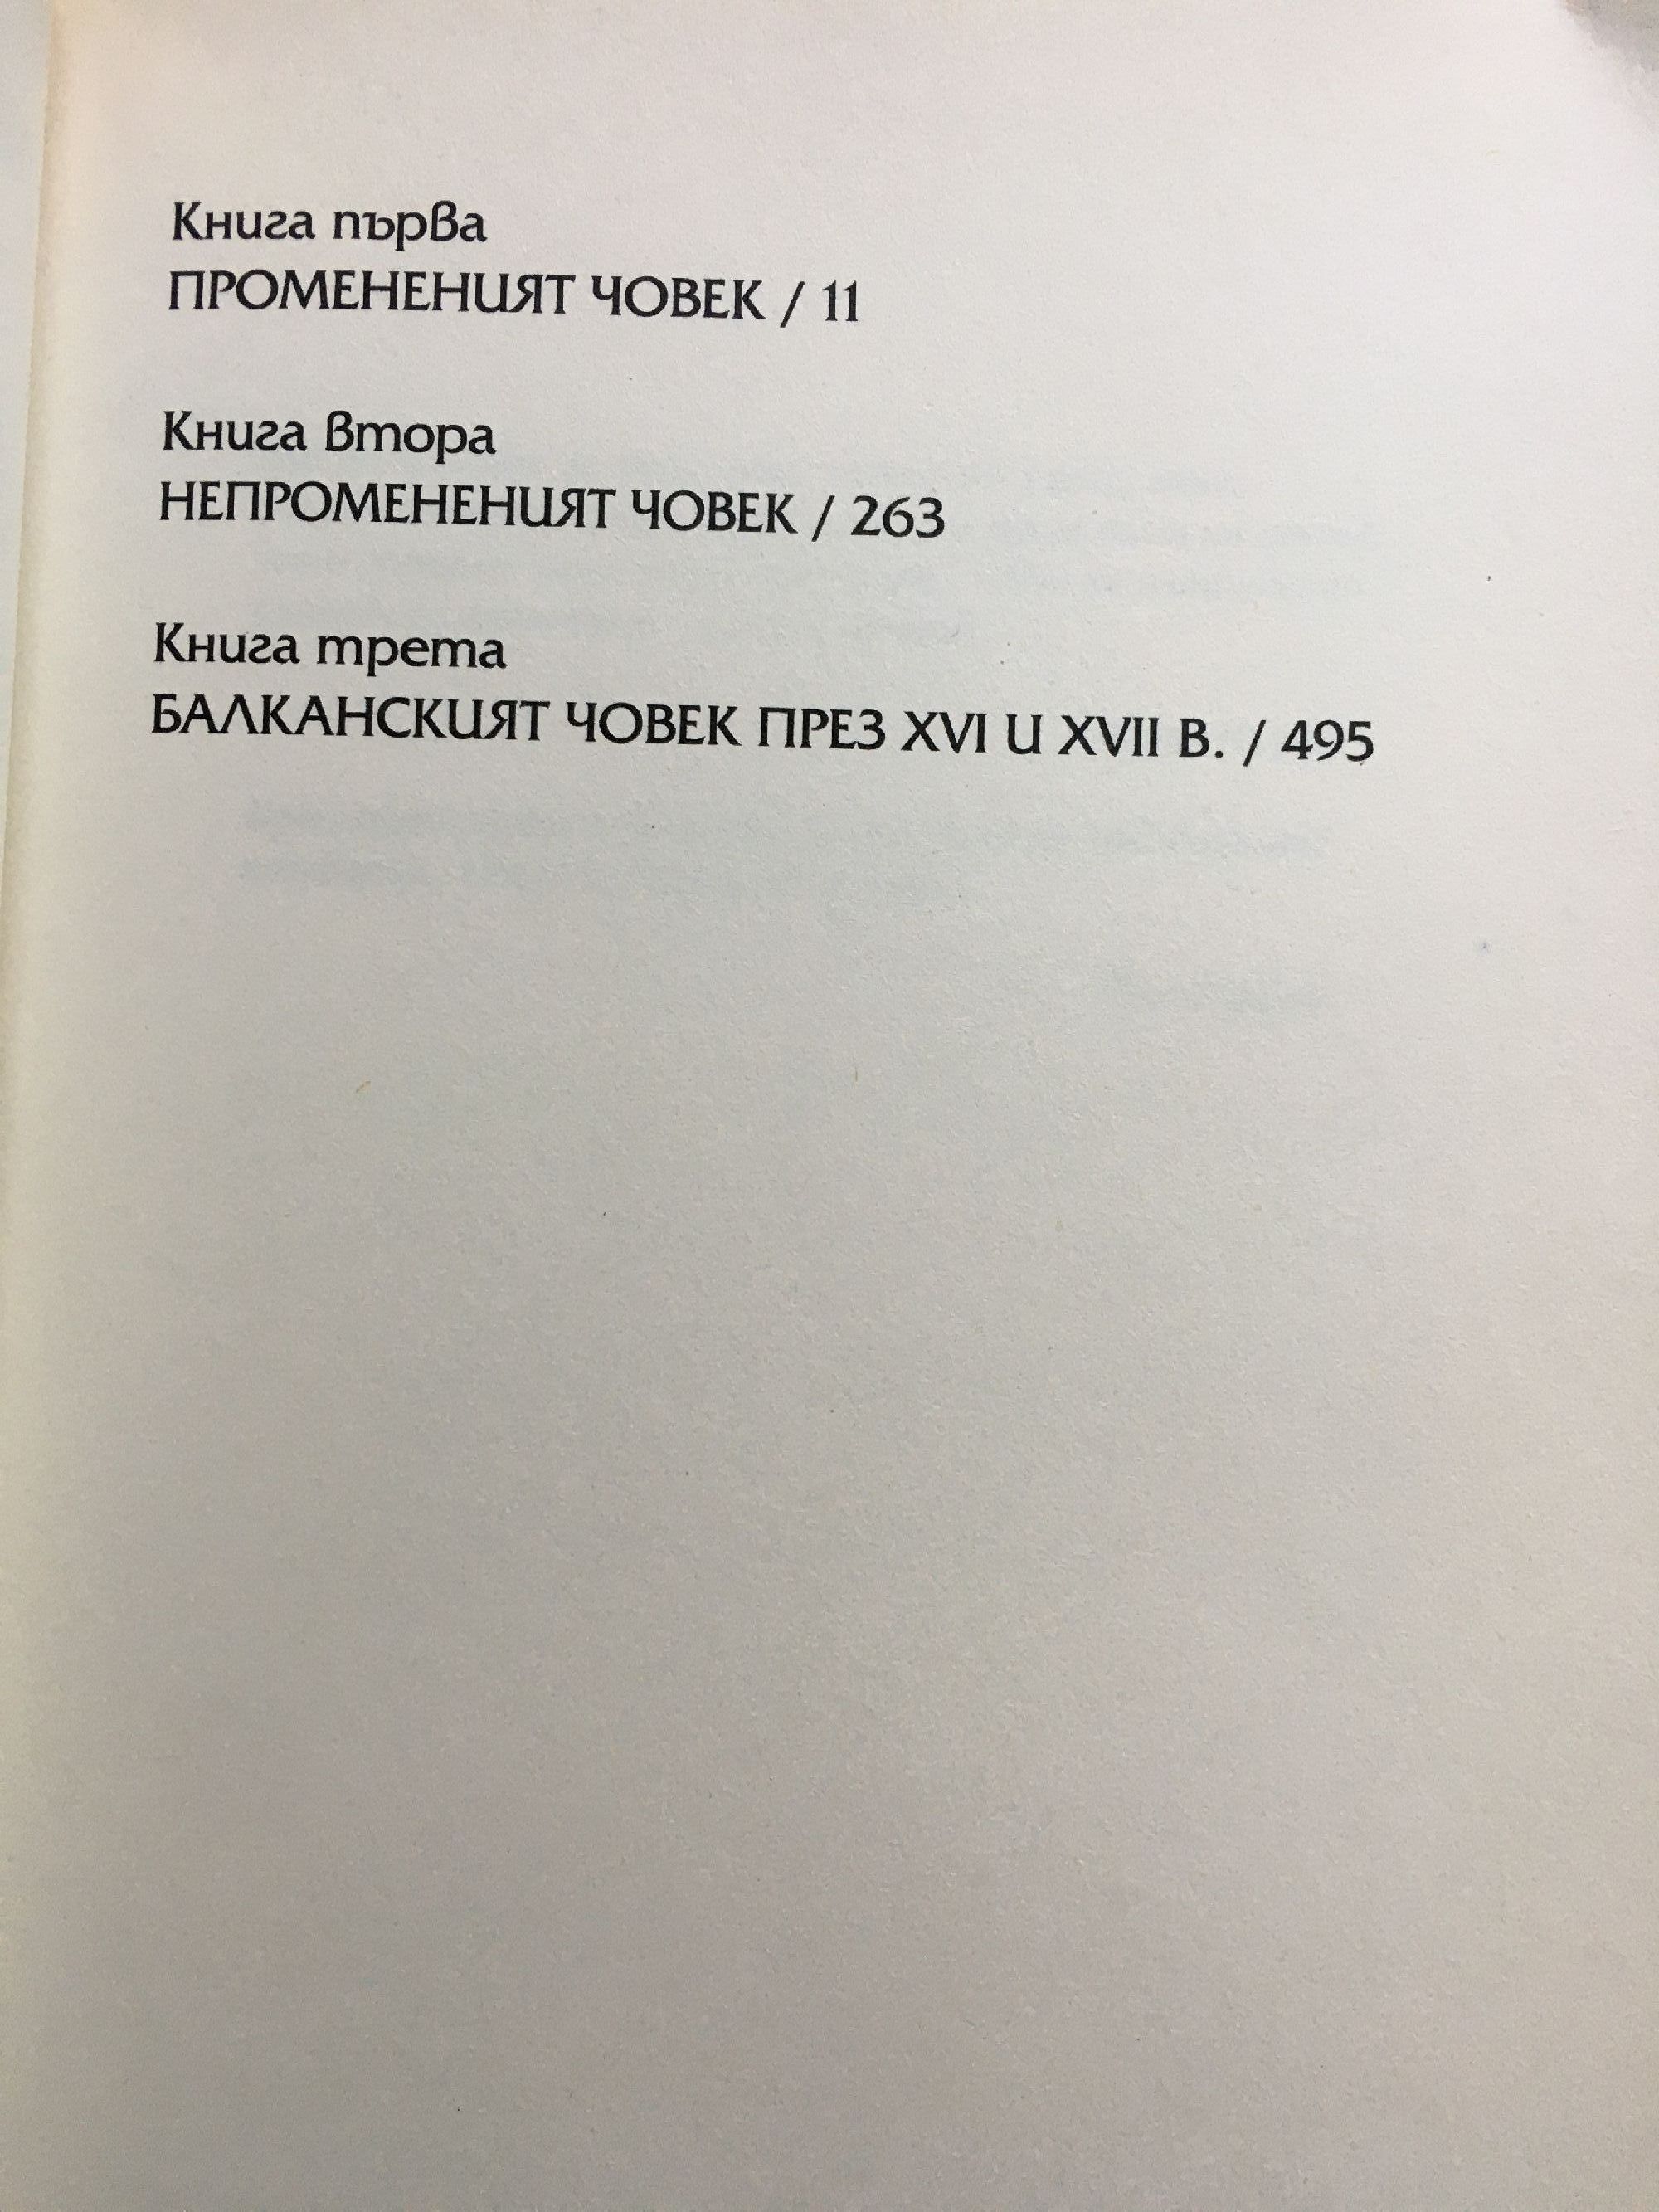 Книга първа
ПРОМЕНЕНИЯТ ЧОВЕК / 11
Книга втора
НЕПРОМЕНЕНИЯТ ЧОВЕК / 263
Книга трета
БАЛКАНСКИЯТ ЧОВЕК ПРЕЗ XVI И XVII В. / 495